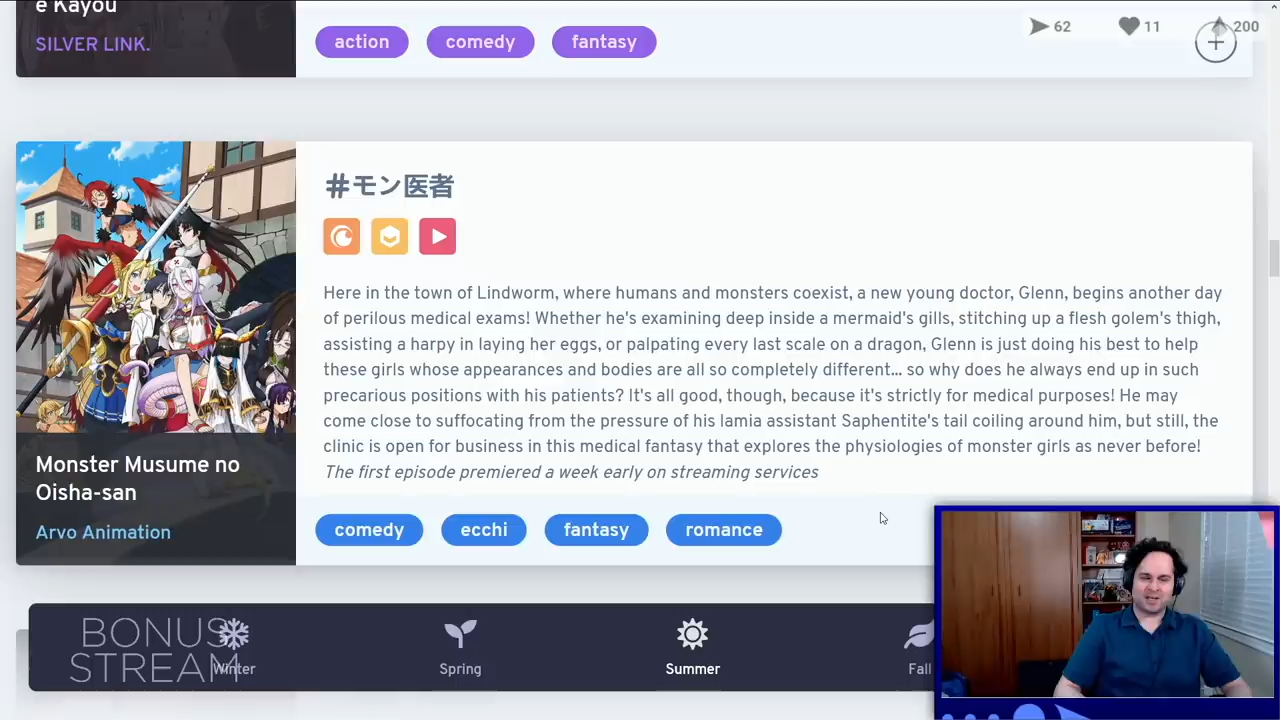 e Kayou
SILVER LINK.
action
comedy
fantasy
62
11
200
#モン医者
Here in the town of Lindworm, where humans and monsters coexist, a new young doctor, Glenn, begins another day
of perilous medical exams! Whether he's examining deep inside a mermaid's gills, stitching up a flesh golem's thigh,
assisting a harpy in laying her eggs, or palpating every last scale on a dragon, Glenn is just doing his best to help
these girls whose appearances and bodies are all so completely different... so why does he always end up in such
precarious positions with his patients? It's all good, though, because it's strictly for medical purposes! He may
come close to suffocating from the pressure of his lamia assistant Saphentite's tail coiling around him, but still, the
clinic is open for business in this medical fantasy that explores the physiologies of monster girls as never before!
The first episode premiered a week early on streaming services
Monster Musume no
Oisha-san
Arvo Animation
comedy
ecchi
fantasy
romance
BONUS
STREAM
Winter
Spring
Summer
Fall